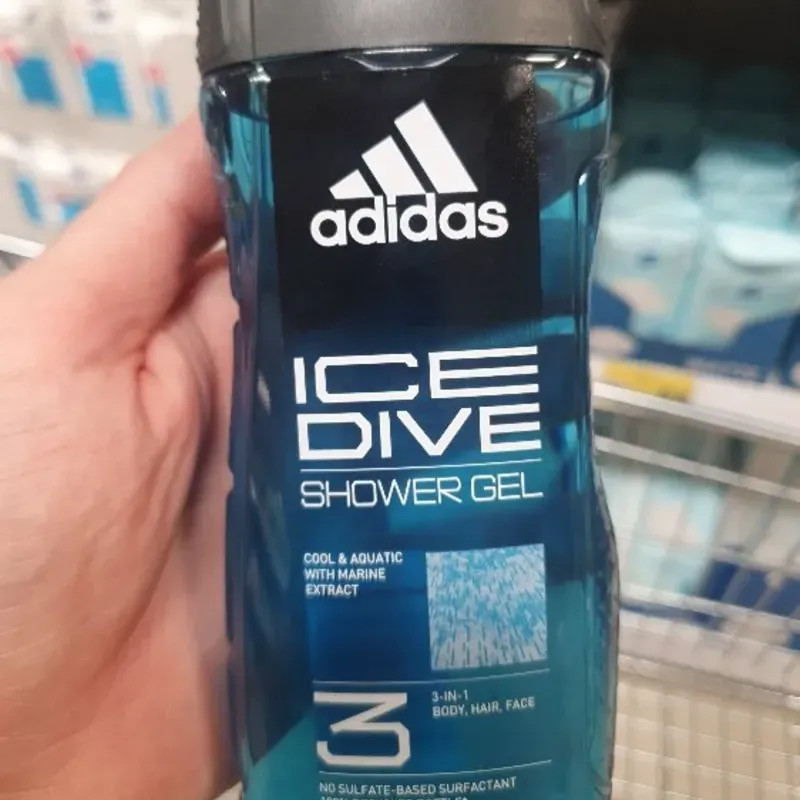 adidas
ICE
DIVE
SHOWER GEL
COOL & AQUATIC
WITH MARINE
EXTRACT
3
3-IN-1
BODY, HAIR, FACE
NO SULFATE-BASED SURFACTANT